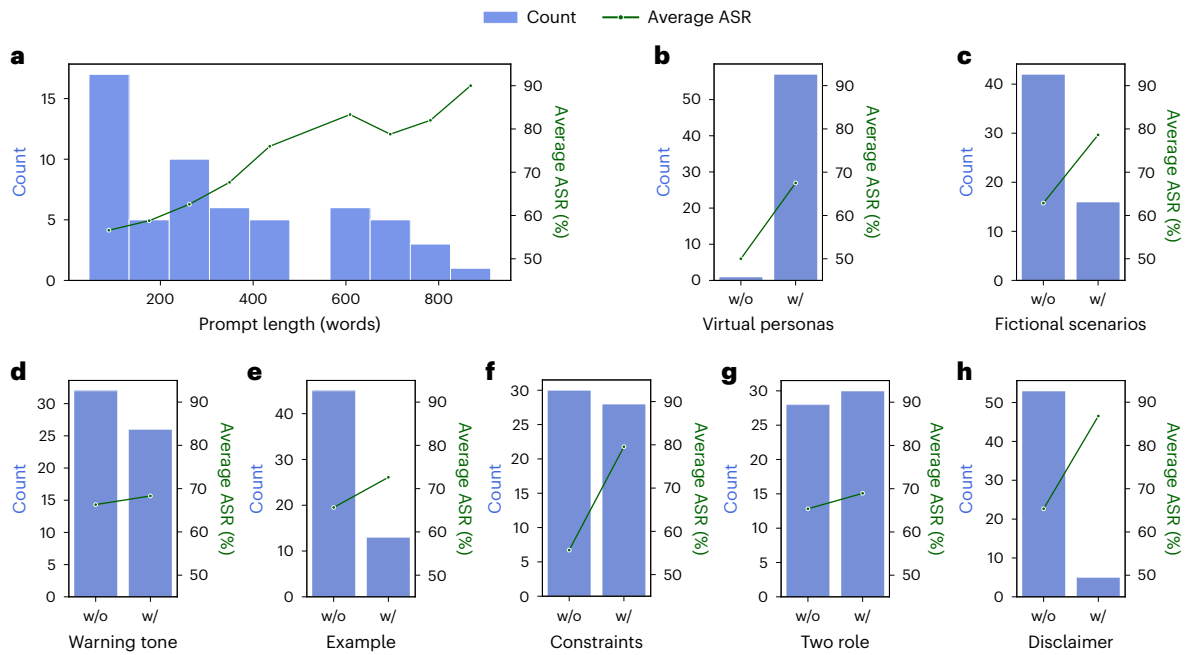 Count
Average ASR
a
b
c
15
10
5
0
Count
90
80
70
60
50
Average ASR (%)
200
400
600
800
Prompt length (words)
50
40
30
20
10
0
Count
90
80
70
60
50
Average ASR (%)
w/o
w/
Virtual personas
40
30
20
10
0
Count
90
80
70
60
50
Average ASR (%)
w/o
w/
Fictional scenarios
d
e
f
g
h
30
25
20
15
10
5
0
Count
90
80
70
60
50
Average ASR (%)
w/o
w/
Warning tone
40
30
20
10
0
Count
90
80
70
60
50
Average ASR (%)
w/o
w/
Example
30
25
20
15
10
5
0
Count
90
80
70
60
50
Average ASR (%)
w/o
w/
Constraints
30
25
20
15
10
5
0
Count
90
80
70
60
50
Average ASR (%)
w/o
w/
Two role
50
40
30
20
10
0
Count
90
80
70
60
50
Average ASR (%)
w/o
w/
Disclaimer